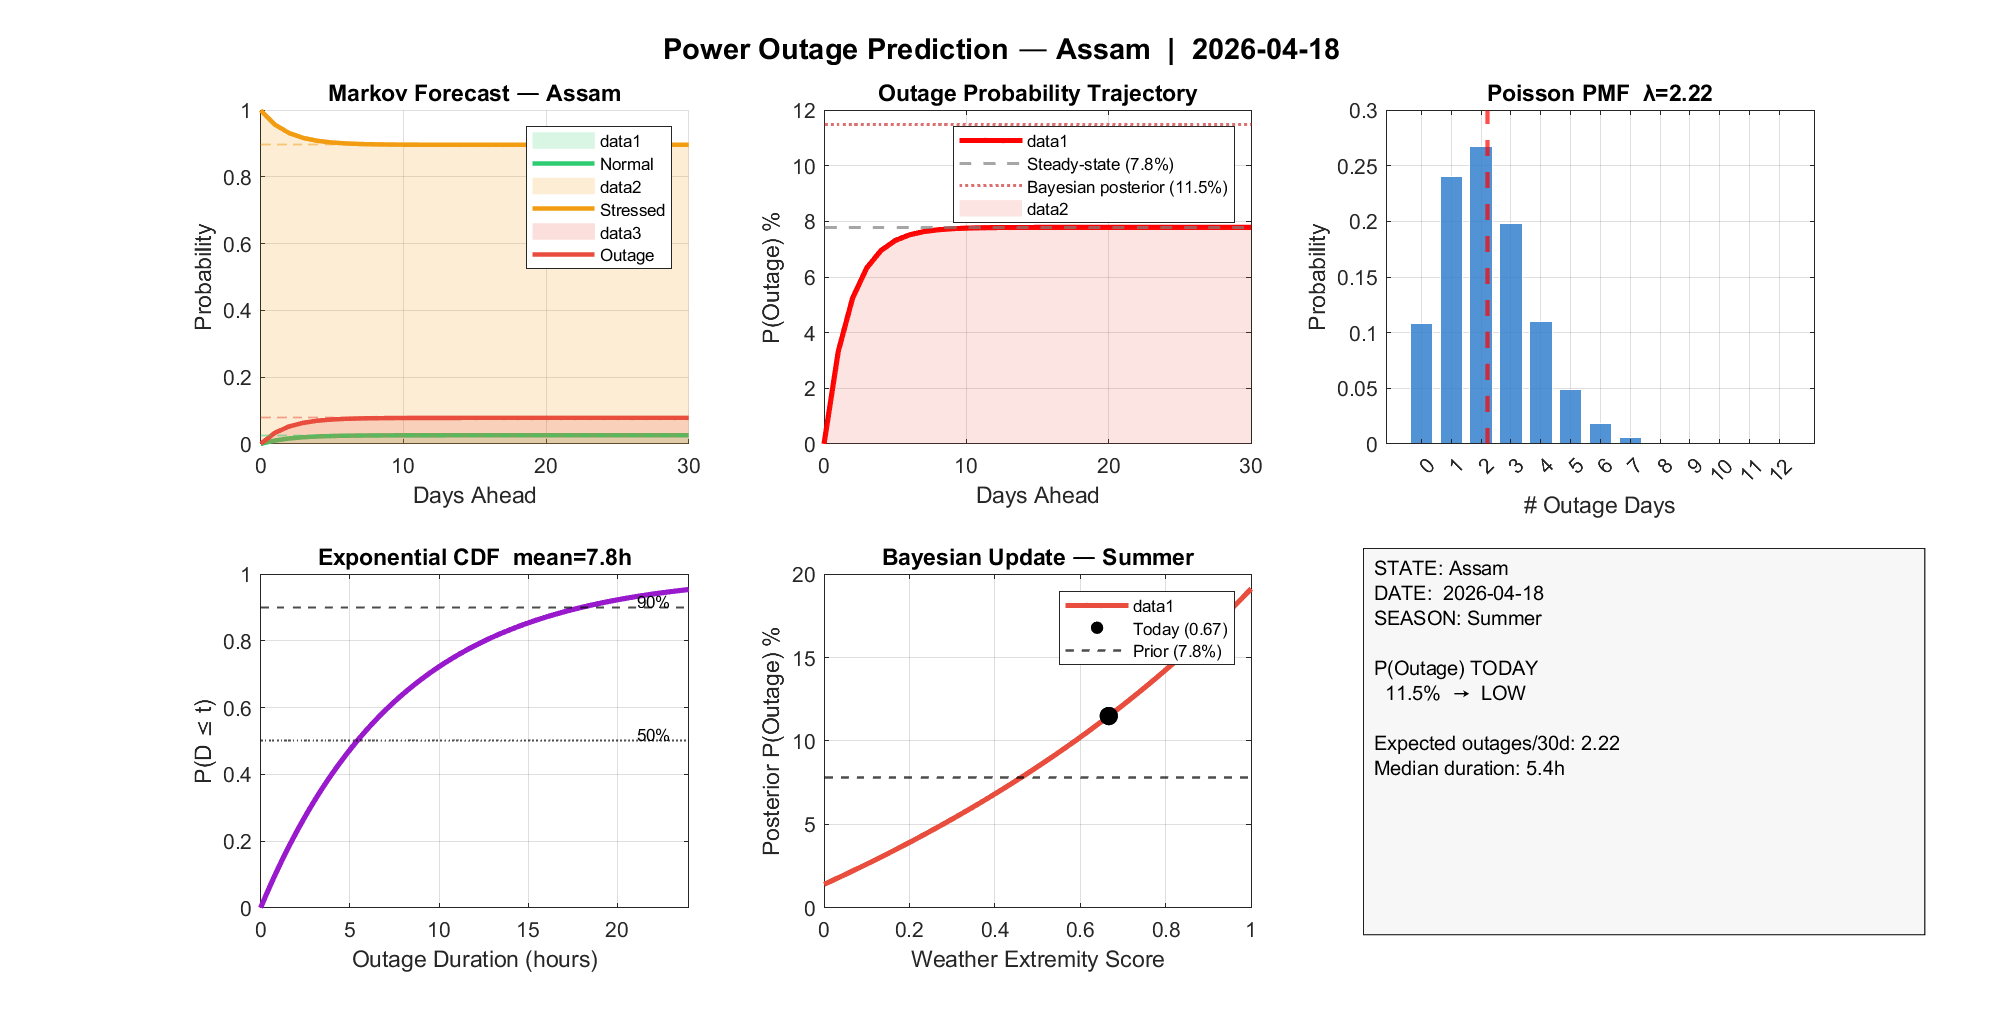 Power Outage Prediction — Assam | 2026-04-18
Markov Forecast — Assam
1
0.8
0.6
0.4
0.2
0
Probability
data1
Normal
data2
Stressed
data3
Outage
0 10 20 30
Days Ahead
Outage Probability Trajectory
12
10
8
6
4
2
0
P(Outage) %
data1
Steady-state (7.8%)
Bayesian posterior (11.5%)
data2
0 10 20 30
Days Ahead
Poisson PMF λ=2.22
0.3
0.25
0.2
0.15
0.1
0.05
0
Probability
0 1 2 3 4 5 6 7 8 9 10 11 12
# Outage Days
Exponential CDF mean=7.8h
1
0.8
0.6
0.4
0.2
0
P(D ≤ t)
90%
50%
0 5 10 15 20
Outage Duration (hours)
Bayesian Update — Summer
20
15
10
5
0
Posterior P(Outage) %
data1
Today (0.67)
Prior (7.8%)
0 0.2 0.4 0.6 0.8 1
Weather Extremity Score
STATE: Assam
DATE: 2026-04-18
SEASON: Summer
P(Outage) TODAY
11.5% → LOW
Expected outages/30d: 2.22
Median duration: 5.4h